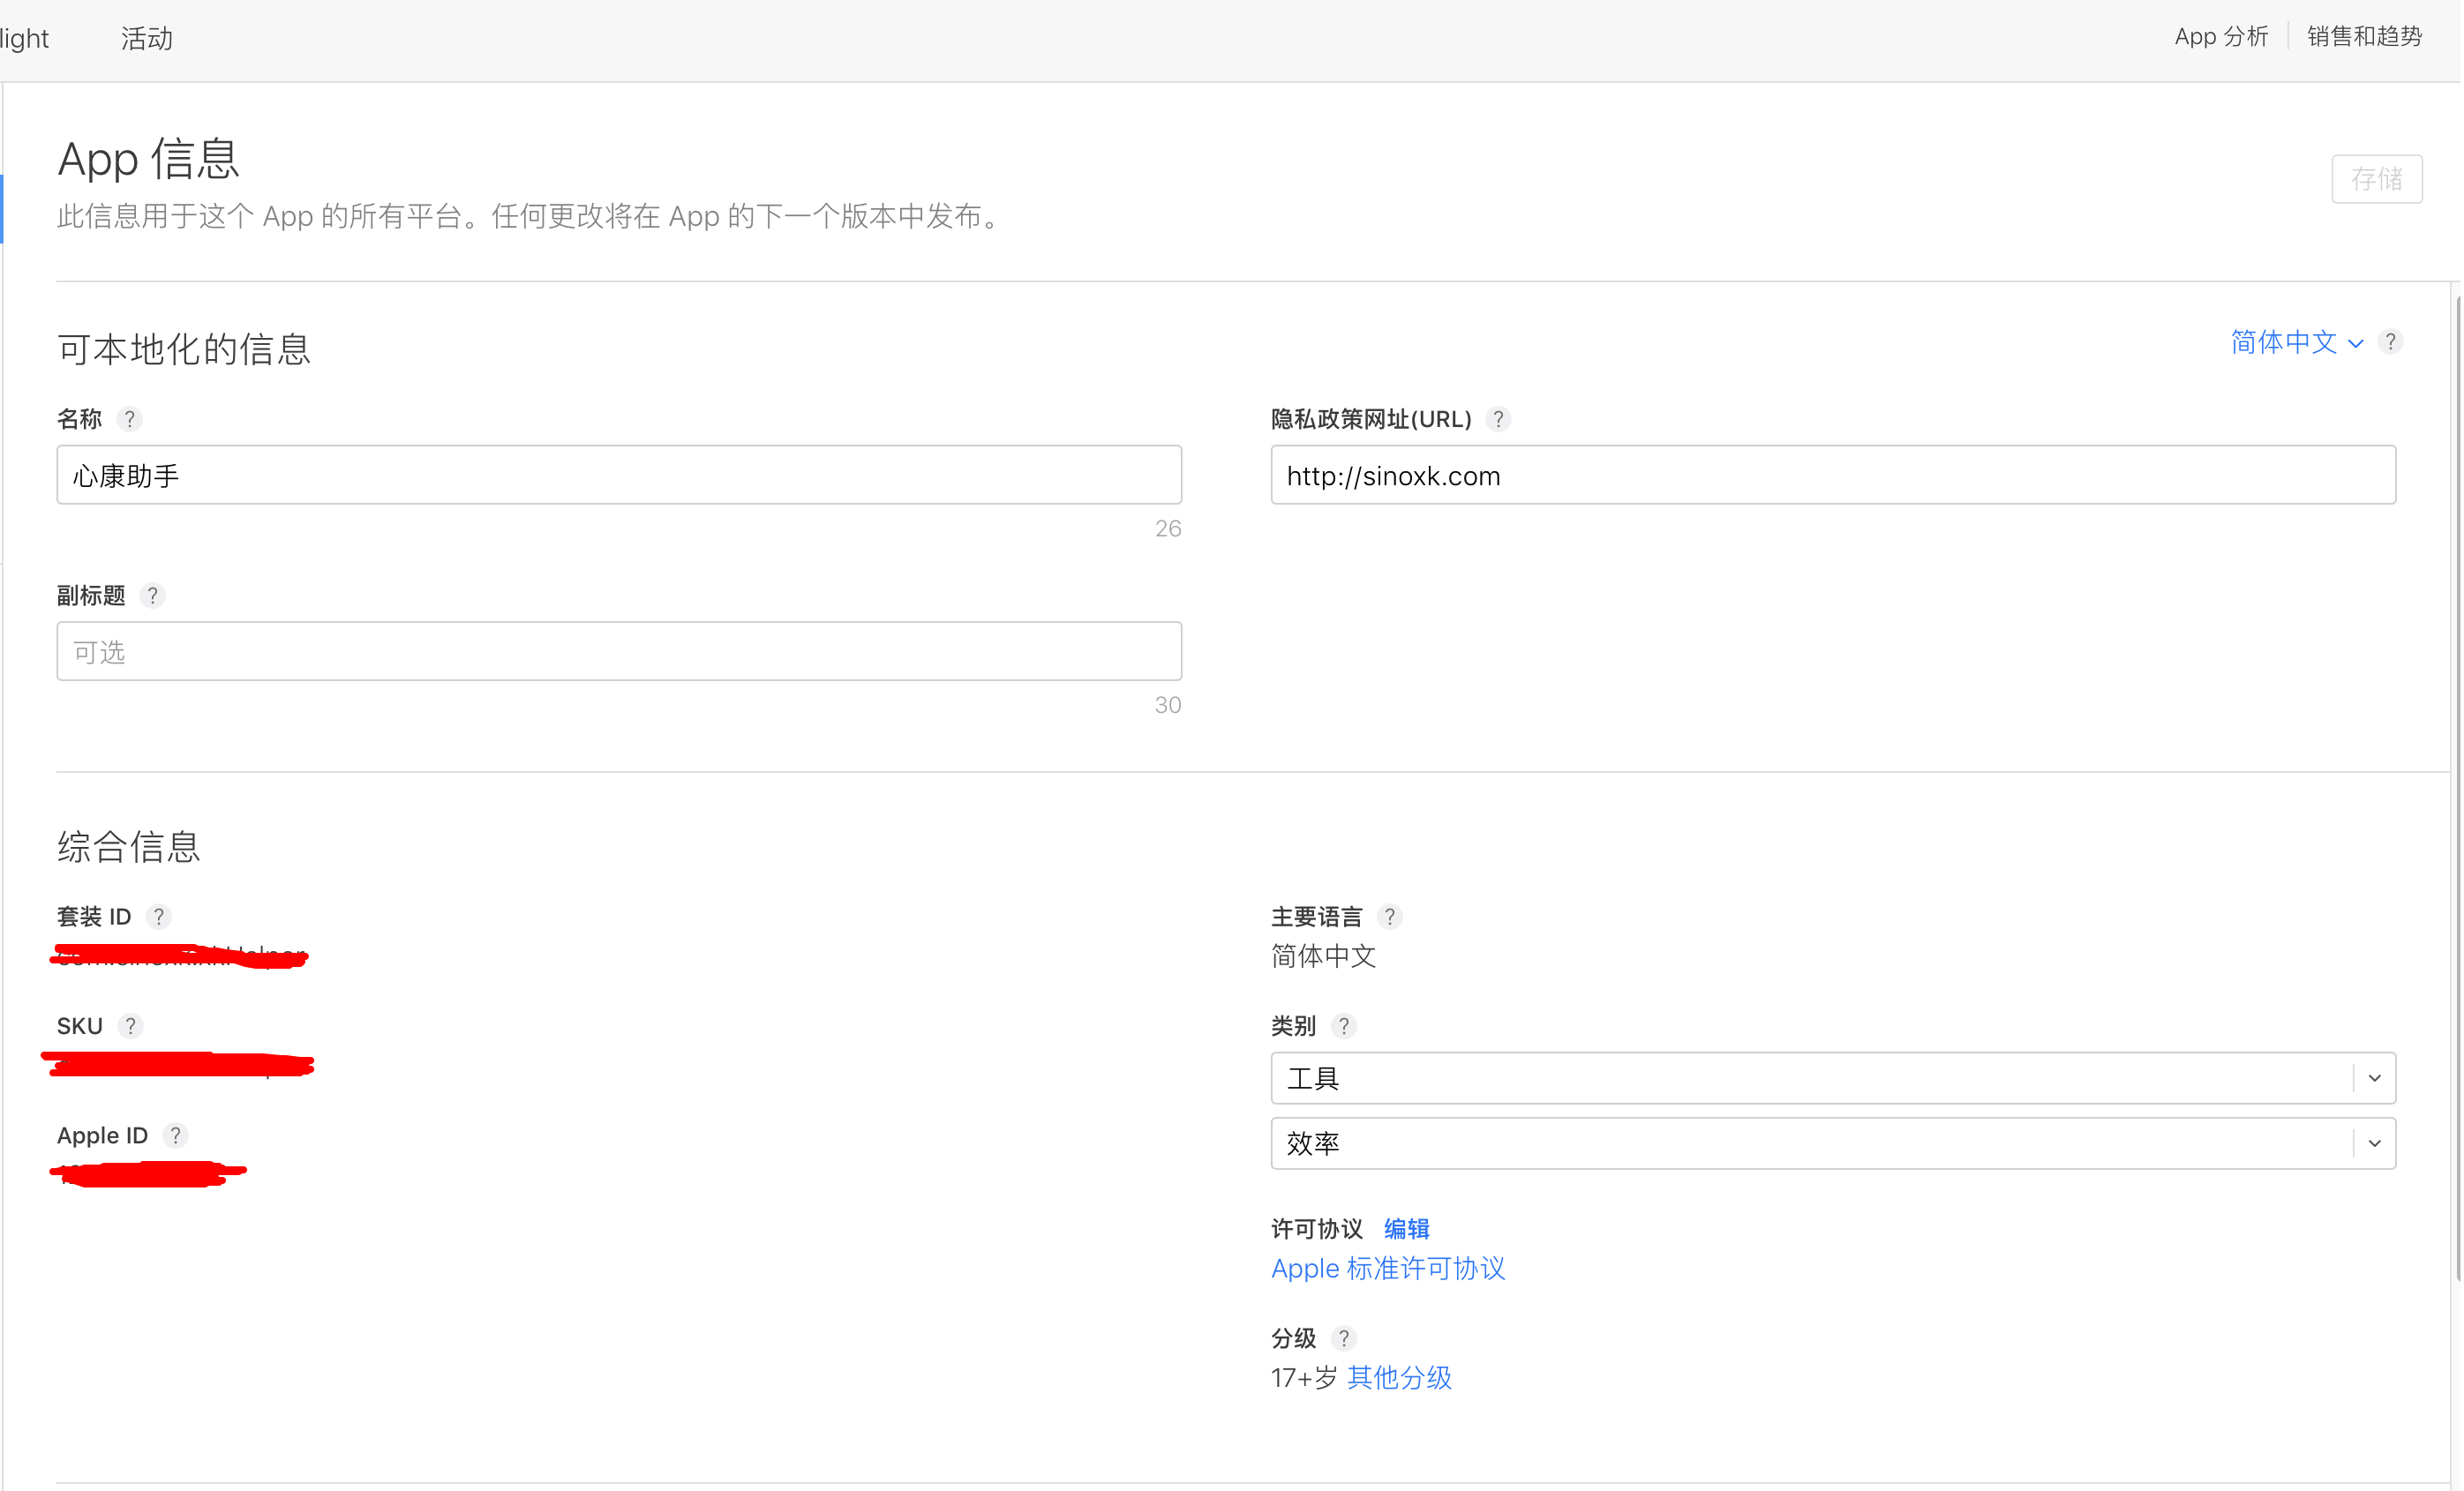 light 活动 App 分析 销售和趋势
App 信息
存储
此信息用于这个 App 的所有平台。任何更改将在 App 的下一个版本中发布。
可本地化的信息
简体中文 ?
名称 ?
隐私政策网址(URL) ?
心康助手
http://sinoxk.com
26
副标题 ?
可选
30
综合信息
套装 ID ?
主要语言 ?
简体中文
SKU ?
类别 ?
工具
Apple ID ?
效率
许可协议 编辑
Apple 标准许可协议
分级 ?
17+岁 其他分级